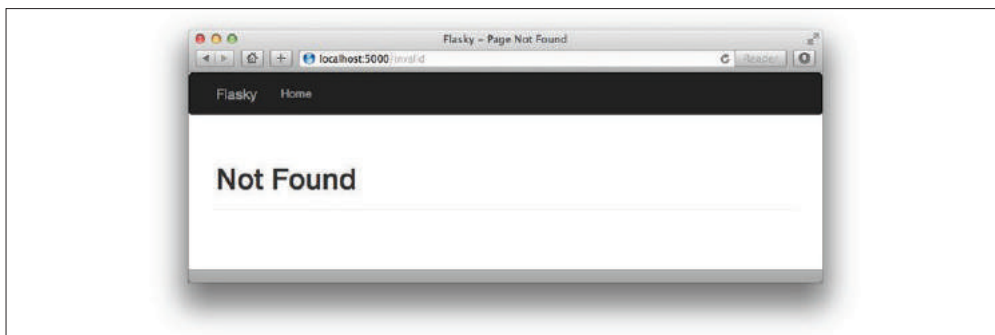 Flasky - Page Not Found
localhost:5000/invalid
Reader
Flasky Home
Not Found